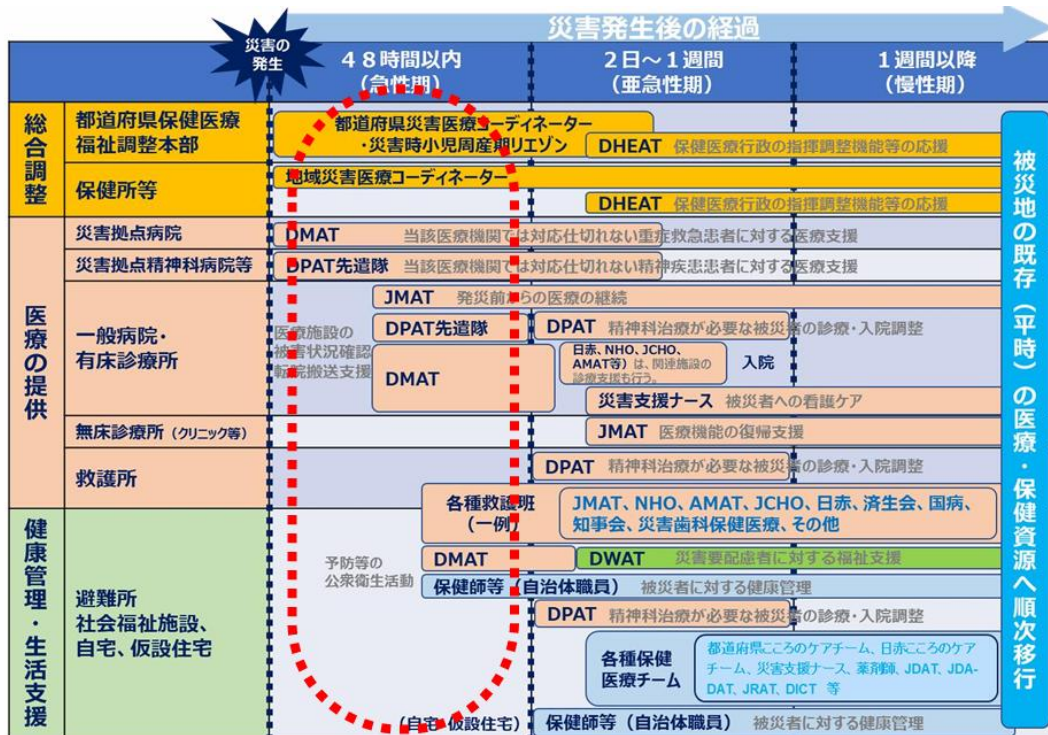 災害発生後の経過
災害の
発生
48時間以内
(急性期)
2日～1週間
(亜急性期)
1週間以降
(慢性期)
総合調整
都道府県保健医療
福祉調整本部
都道府県災害医療コーディネーター
・災害時小児周産期リエゾン
DHEAT 保健医療行政の指揮調整機能等の応援
保健所等
地域災害医療コーディネーター
DHEAT 保健医療行政の指揮調整機能等の応援
医療の提供
災害拠点病院
DMAT 当該医療機関では対応仕切れない重症救急患者に対する医療支援
災害拠点精神科病院等
DPAT先遣隊 当該医療機関では対応仕切れない精神疾患患者に対する医療支援
一般病院・
有床診療所
医療施設の
被害状況確認
転院搬送支援
JMAT 発災前からの医療の継続
DPAT先遣隊
DPAT 精神科治療が必要な被災者の診療・入院調整
DMAT
日赤、NHO、JCHO、
AMAT等）は、関連施設の
診療支援も行う。
入院
災害支援ナース 被災者への看護ケア
無床診療所（クリニック等）
JMAT 医療機能の復帰支援
救護所
DPAT 精神科治療が必要な被災者の診療・入院調整
各種救護班
（一例）
JMAT、NHO、AMAT、JCHO、日赤、済生会、国病、
知事会、災害歯科保健医療、その他
健康管理・生活支援
避難所
社会福祉施設、
自宅、仮設住宅
予防等の
公衆衛生活動
DMAT
DWAT 災害要配慮者に対する福祉支援
保健師等（自治体職員） 被災者に対する健康管理
DPAT 精神科治療が必要な被災者の診療・入院調整
各種保健
医療チーム
都道府県こころのケアチーム、日赤こころのケア
チーム、災害支援ナース、薬剤師、JDAT、JDA-
DAT、JRAT、DICT 等
（自宅・仮設住宅）
保健師等（自治体職員） 被災者に対する健康管理
被災地の既存（平時）の医療・保健資源へ順次移行